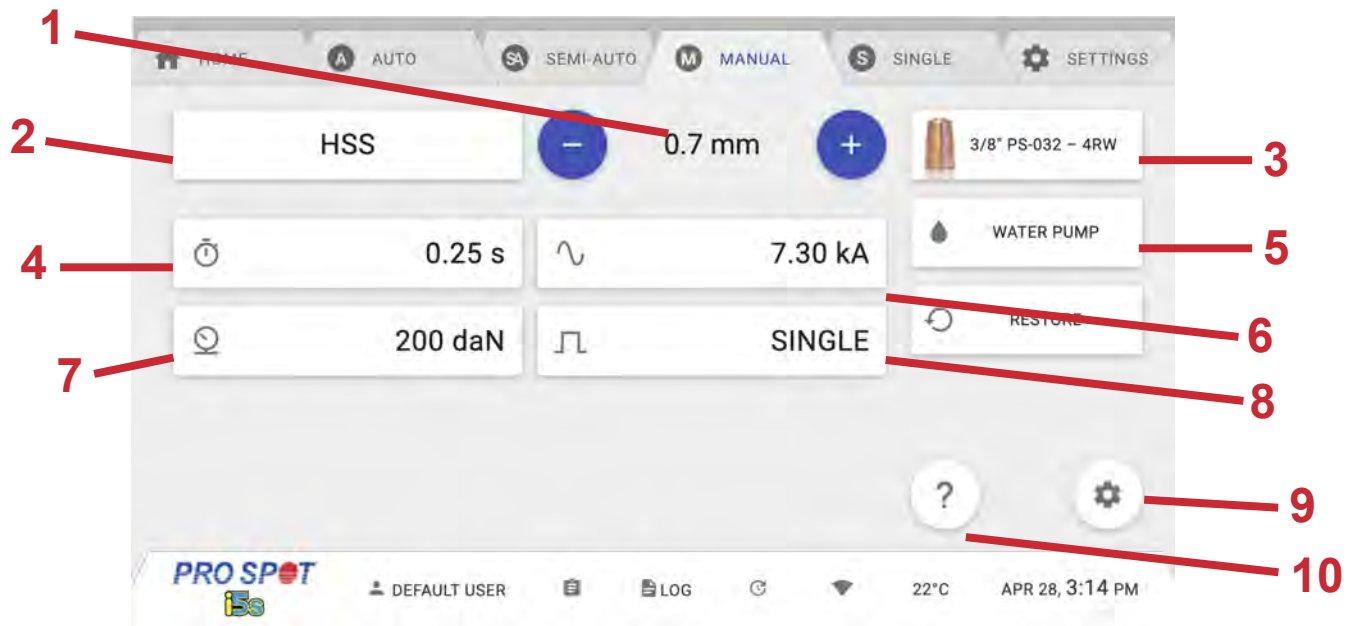 1
HOME A AUTO SA SEMI-AUTO M MANUAL S SINGLE SETTINGS
2
HSS − 0.7 mm + 3/8" PS-032 – 4RW
3
4
0.25 s 7.30 kA WATER PUMP
5
6
7
200 daN SINGLE RESTORE
8
?
9
10
PRO SPOT
i5s
DEFAULT USER LOG 22°C APR 28, 3:14 PM